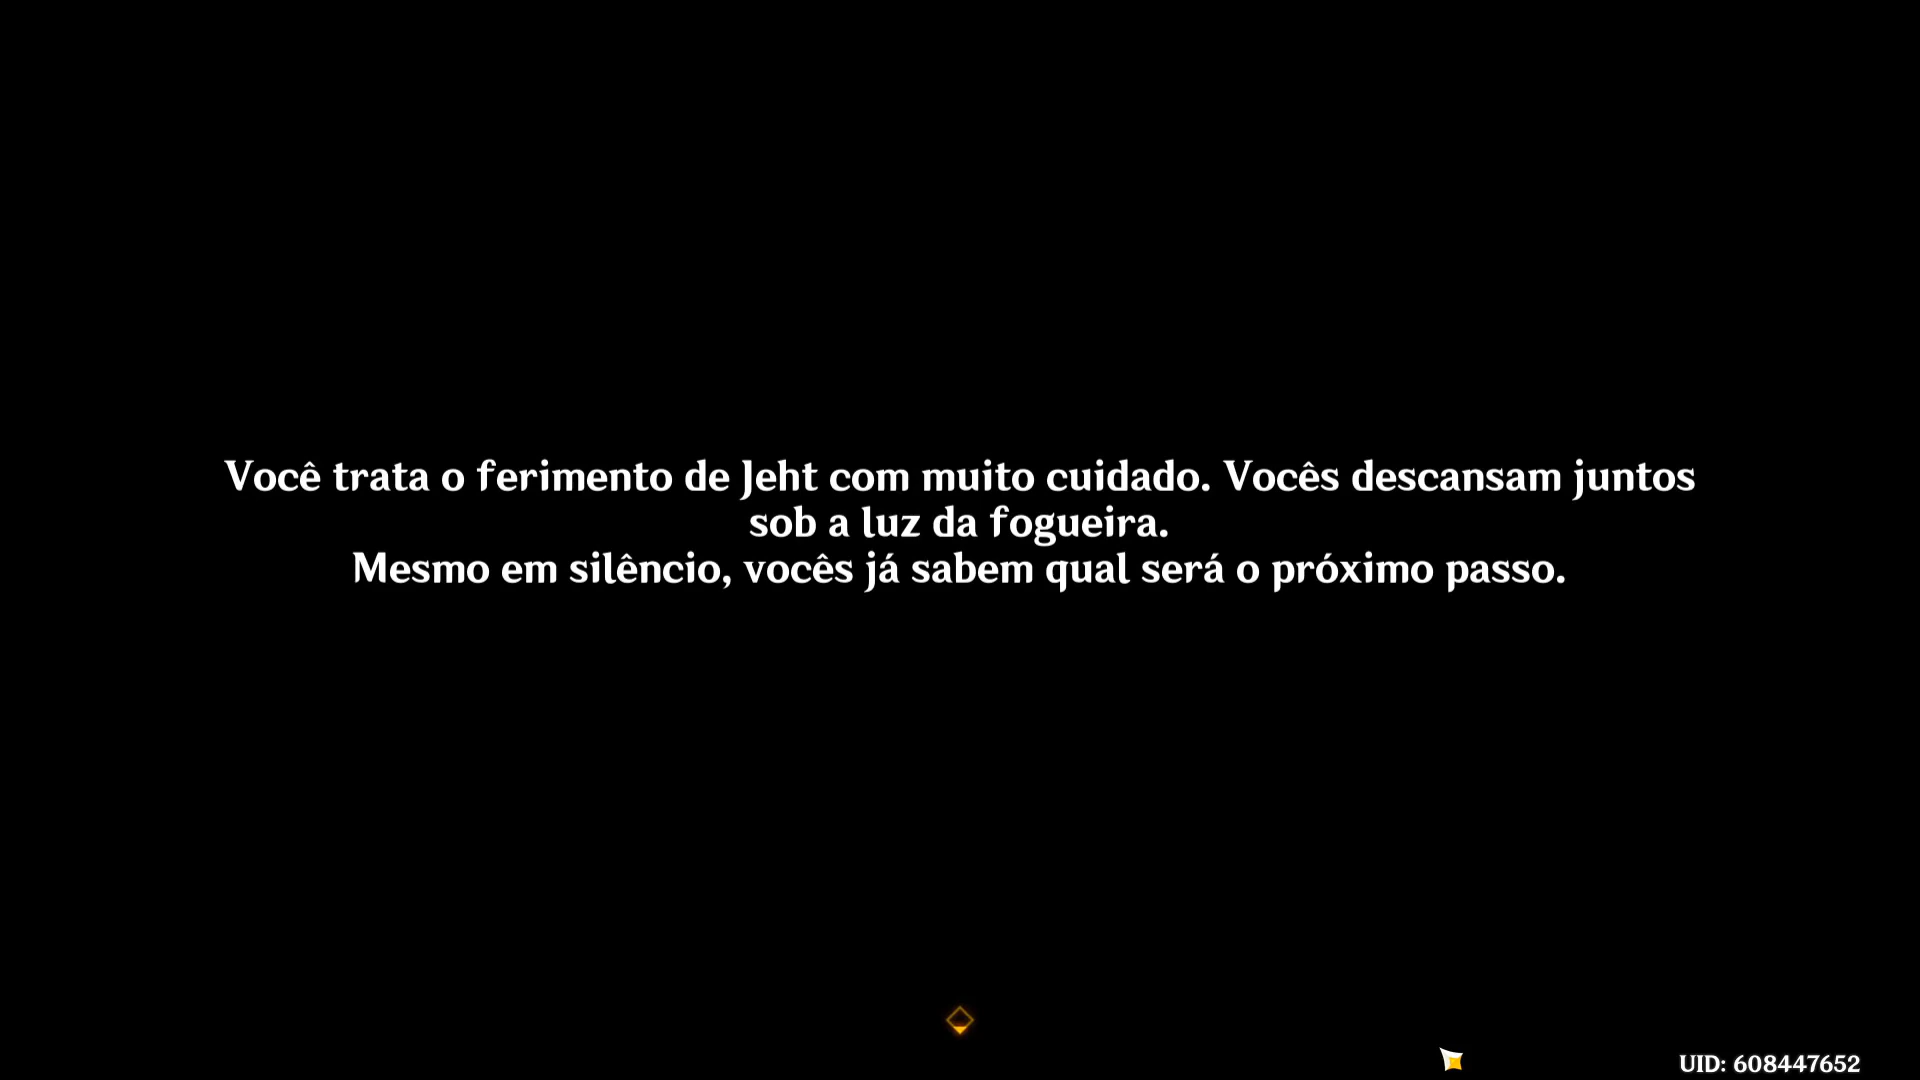 Você trata o ferimento de Jeht com muito cuidado. Vocês descansam juntos
sob a luz da fogueira.
Mesmo em silêncio, vocês já sabem qual será o próximo passo.
UID: 608447652